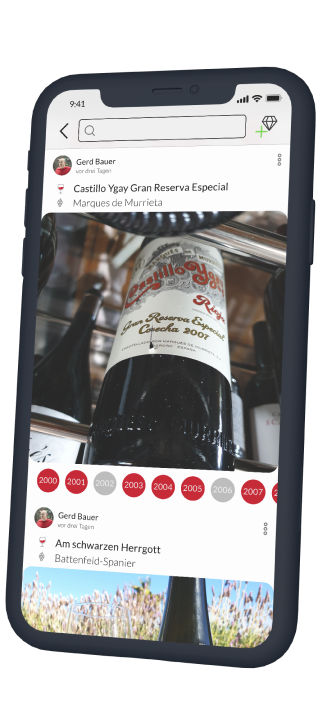 9:41
Gerd Bauer
vor drei Tagen
Castillo Ygay Gran Reserva Especial
Marques de Murrieta
Castillo Ygay
Rioja
Gran Reserva Especial
Cosecha 2007
2000 2001 2002 2003 2004 2005 2006 2007
Gerd Bauer
vor drei Tagen
Am schwarzen Herrgott
Battenfeid-Spanier